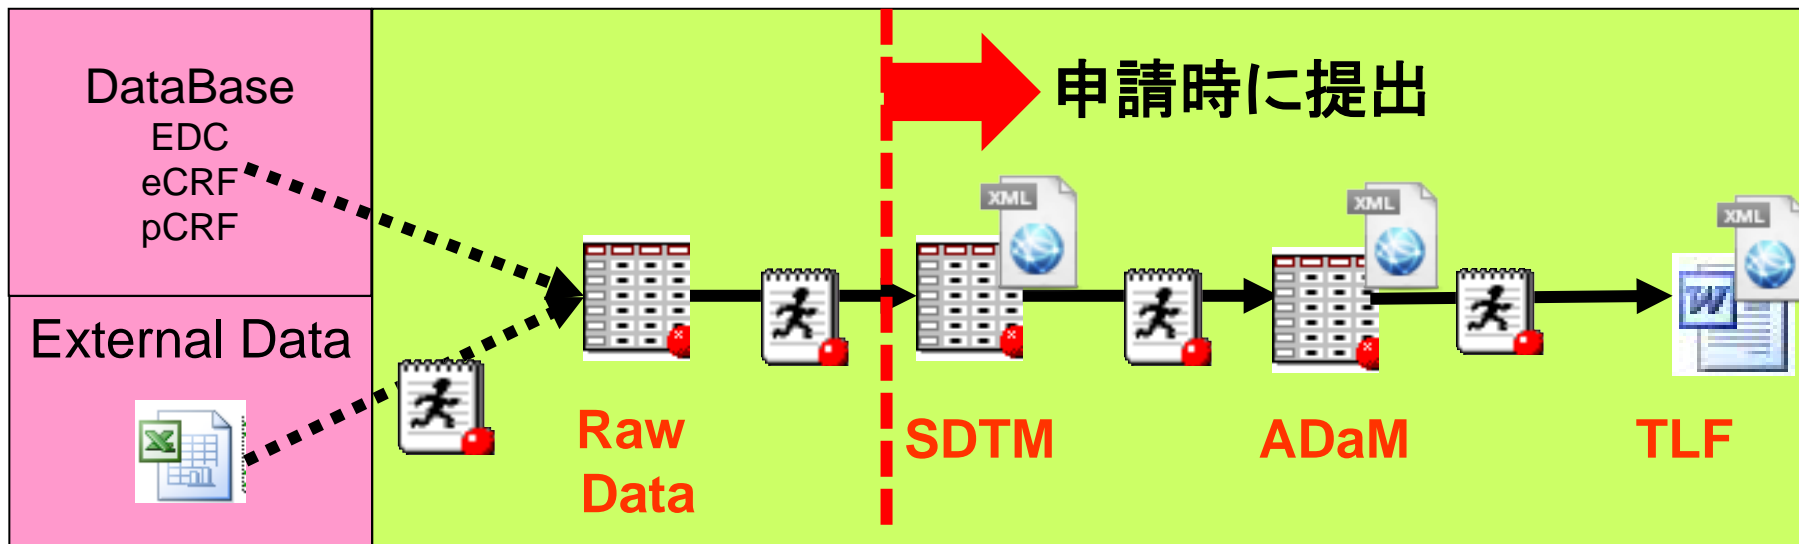 DataBase
EDC
eCRF
pCRF
External Data
申請時に提出
XML
XML
XML
W
X
Raw
Data
SDTM
ADaM
TLF